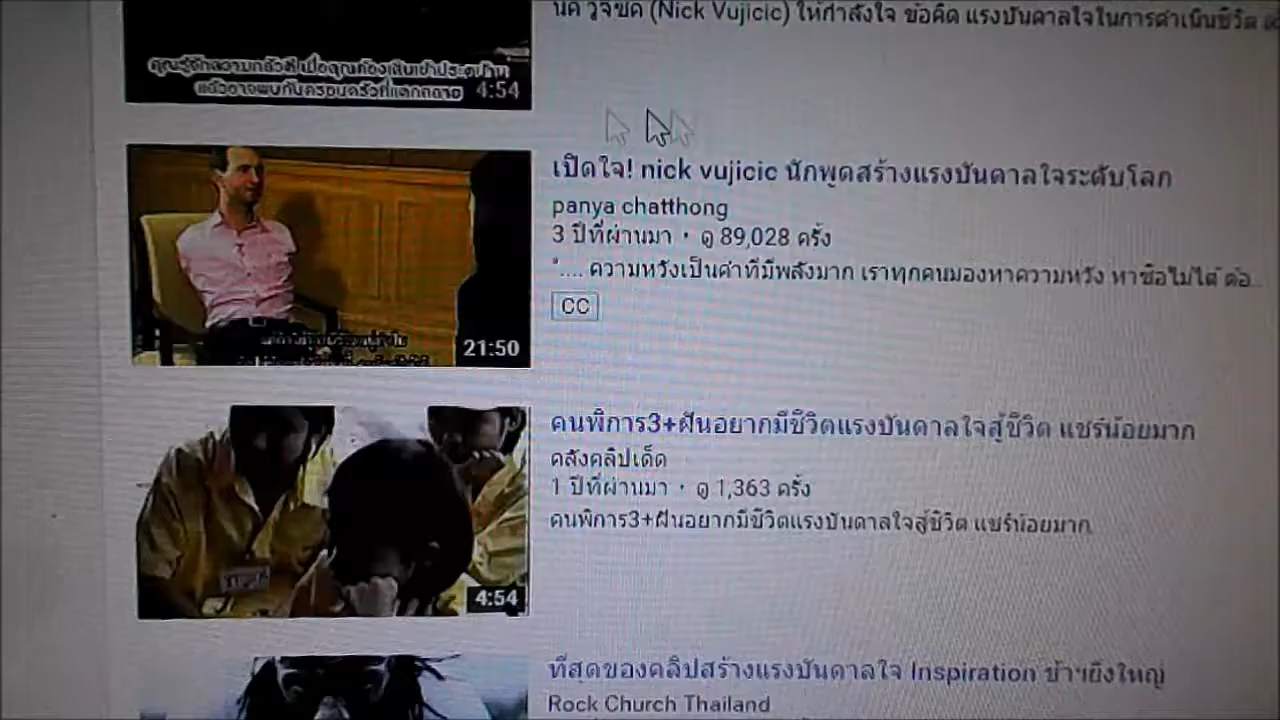 นิค วูจิซิค (Nick Vujicic) ให้กำลังใจ ข้อคิด แรงบันดาลใจในการดำเนินชีวิต
4:54
เปิดใจ! nick vujicic นักพูดสร้างแรงบันดาลใจระดับโลก
panya chatthong
3 ปีที่ผ่านมา · ดู 89,028 ครั้ง
".... ความหวังเป็นคำที่มีพลังมาก เราทุกคนมองหาความหวัง หาซื้อไม่ได้ ต่อ...
CC
21:50
คนพิการ3+ฝันอยากมีชีวิตแรงบันดาลใจสู้ชีวิต แชร์น้อยมาก
คลังคลิปเด็ด
1 ปีที่ผ่านมา · ดู 1,363 ครั้ง
คนพิการ3+ฝันอยากมีชีวิตแรงบันดาลใจสู้ชีวิต แชร์น้อยมาก
4:54
ที่สุดของคลิปสร้างแรงบันดาลใจ Inspiration ข้าฯยิ่งใหญ่
Rock Church Thailand